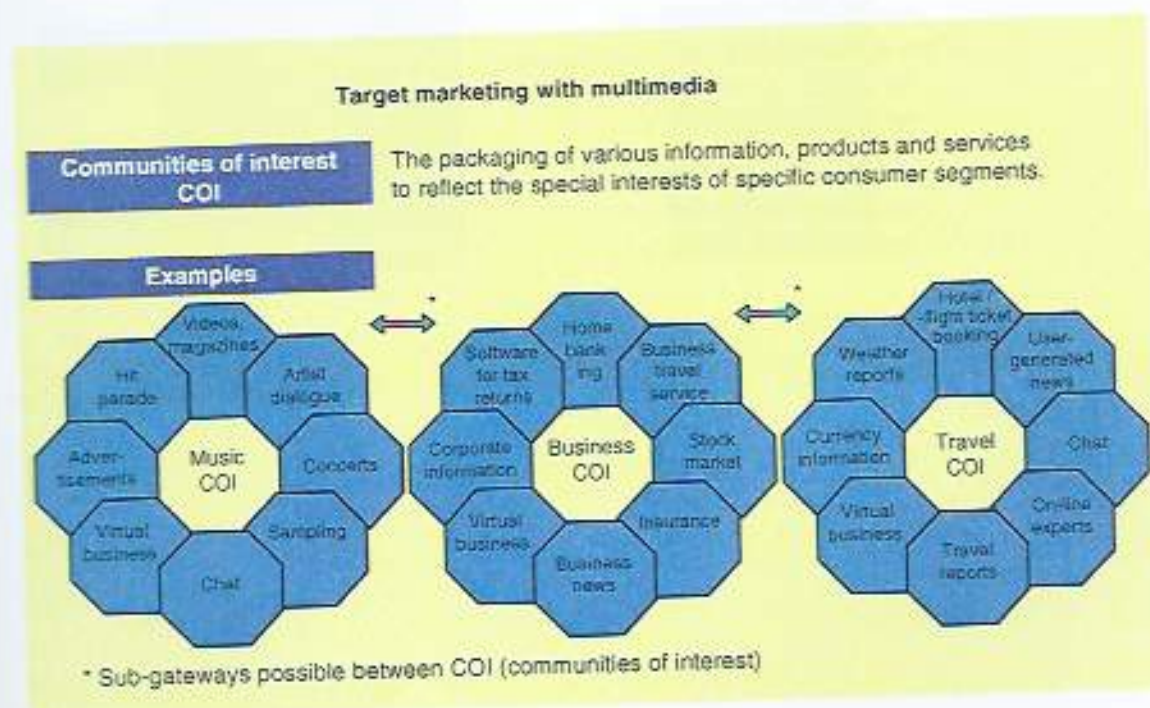 Target marketing with multimedia
Communities of interest
COI
The packaging of various information, products and services
to reflect the special interests of specific consumer segments.
Examples
*
*
Videos,
magazines
Hit
parade
Artist
dialogue
Adver-
tisements
Music
COI
Concerts
Virtual
business
Sampling
Chat
Home
bank
ing
Software
for tax
returns
Business
travel
service
Corporate
information
Business
COI
Stock
market
Virtual
business
Insurance
Business
news
Hotel /
-flight ticket
booking
Weather
reports
User-
generated
news
Currency
information
Travel
COI
Chat
Virtual
business
On-line
experts
Travel
reports
* Sub-gateways possible between COI (communities of interest)